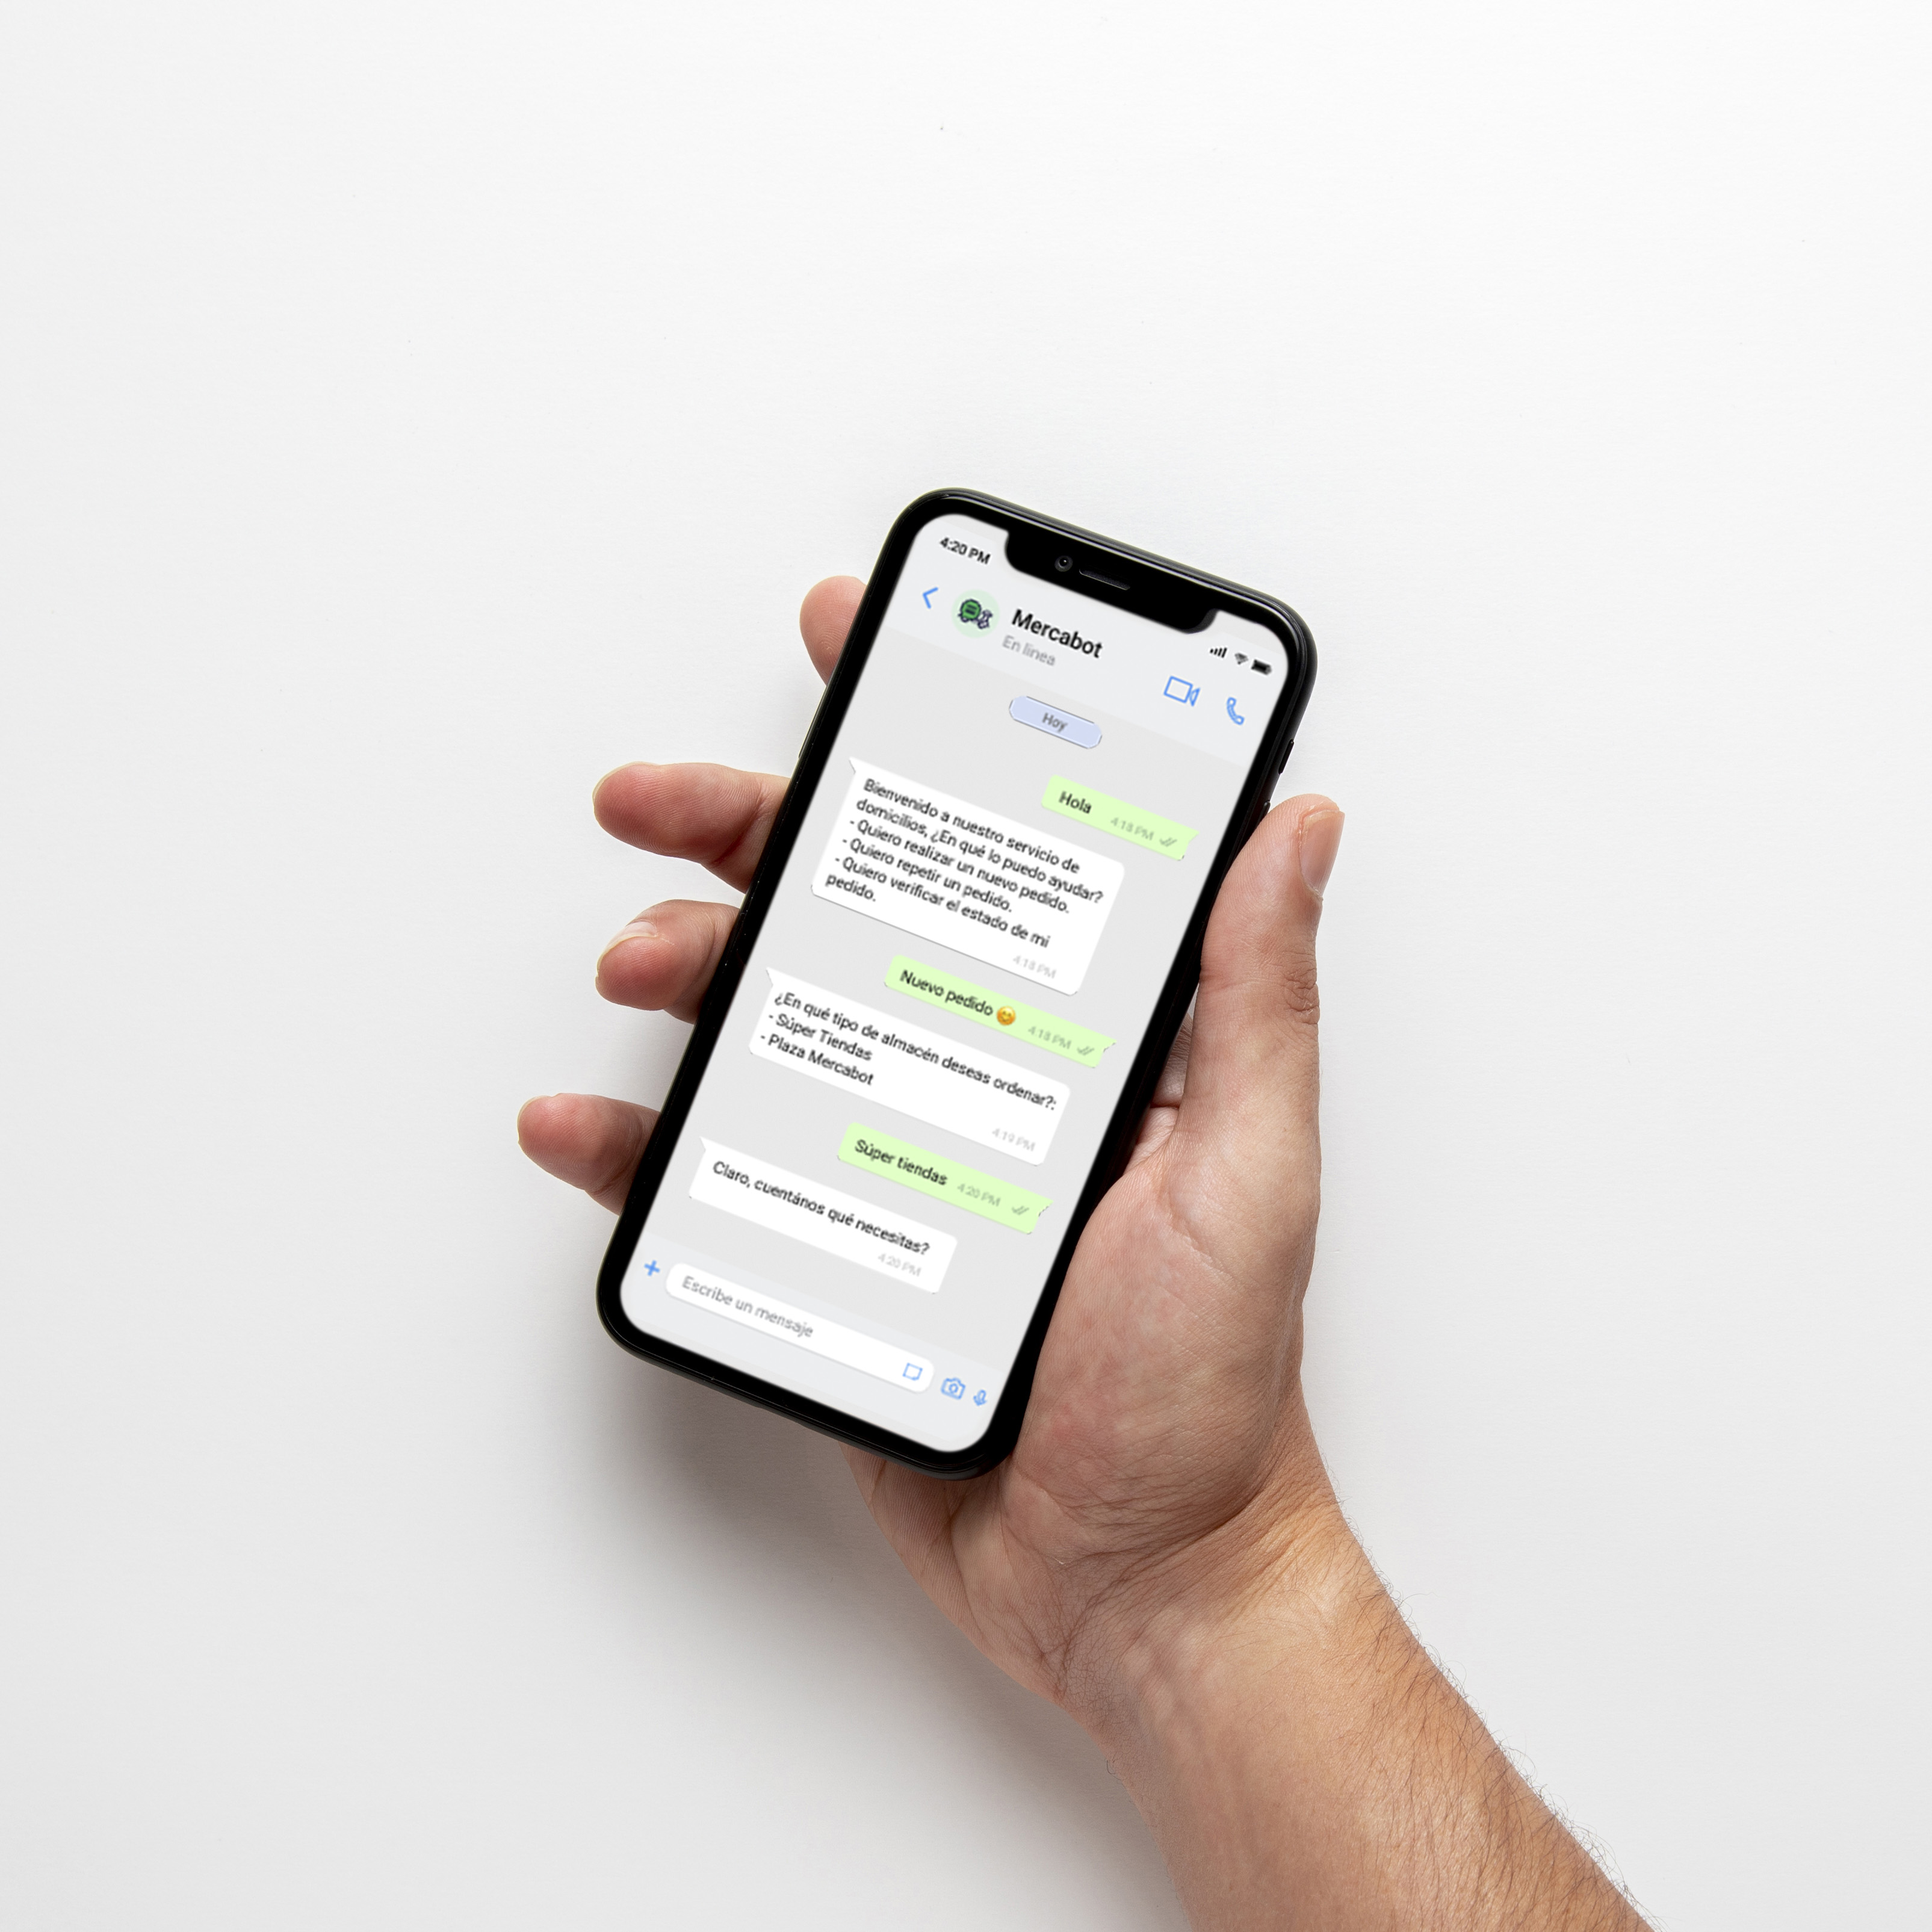 4:20 PM
Mercabot
En línea
Hoy
Hola 4:18 PM
Bienvenido a nuestro servicio de
domicilios, ¿En qué lo puedo ayudar?
- Quiero realizar un nuevo pedido.
- Quiero repetir un pedido.
- Quiero verificar el estado de mi
pedido.
4:18 PM
Nuevo pedido 😊 4:18 PM
¿En qué tipo de almacén deseas ordenar?:
- Súper Tiendas
- Plaza Mercabot
4:19 PM
Súper tiendas 4:20 PM
Claro, cuentános qué necesitas?
4:20 PM
Escribe un mensaje